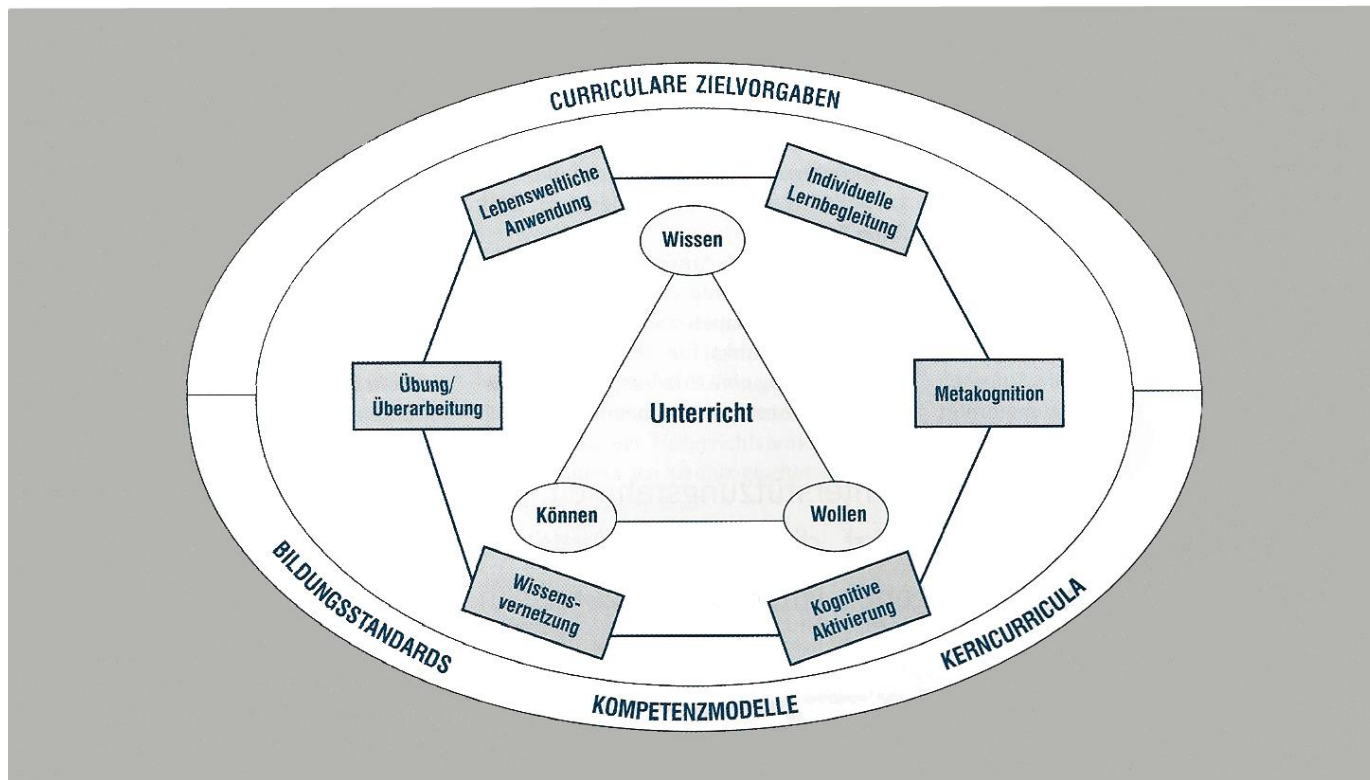 CURRICULARE ZIELVORGABEN
Lebensweltliche
Anwendung
Individuelle
Lernbegleitung
Wissen
Übung/
Überarbeitung
Unterricht
Metakognition
Können
Wollen
Wissens-
vernetzung
Kognitive
Aktivierung
BILDUNGSSTANDARDS
KOMPETENZMODELLE
KERNCURRICULA